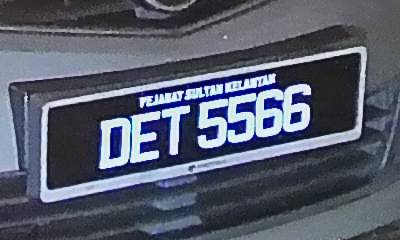 PEJABAT SULTAN KELANTAN
DET 5566